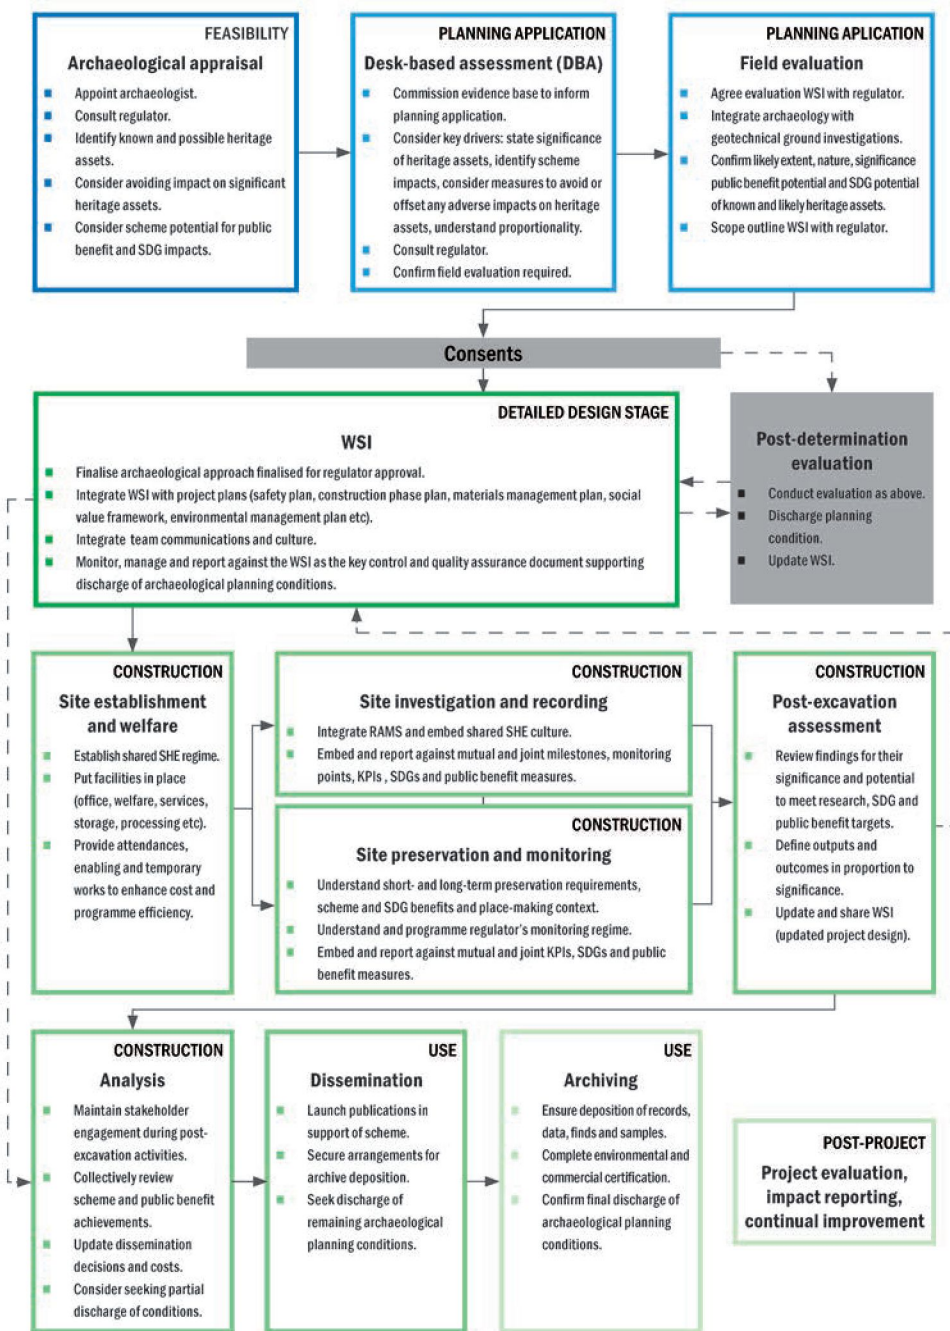 FEASIBILITY
Archaeological appraisal
Appoint archaeologist.
Consult regulator.
Identify known and possible heritage
assets.
Consider avoiding impact on significant
heritage assets.
Consider scheme potential for public
benefit and SDG impacts.
PLANNING APPLICATION
Desk-based assessment (DBA)
Commission evidence base to inform
planning application.
Consider key drivers: state significance
of heritage assets, identify scheme
impacts, consider measures to avoid or
offset any adverse impacts on heritage
assets, understand proportionality.
Consult regulator.
Confirm field evaluation required.
PLANNING APLICATION
Field evaluation
Agree evaluation WSI with regulator.
Integrate archaeology with
geotechnical ground investigations.
Confirm likely extent, nature, significance
public benefit potential and SDG potential
of known and likely heritage assets.
Scope outline WSI with regulator.
Consents
DETAILED DESIGN STAGE
WSI
Finalise archaeological approach finalised for regulator approval.
Integrate WSI with project plans (safety plan, construction phase plan, materials management plan, social
value framework, environmental management plan etc).
Integrate team communications and culture.
Monitor, manage and report against the WSI as the key control and quality assurance document supporting
discharge of archaeological planning conditions.
Post-determination
evaluation
Conduct evaluation as above.
Discharge planning
condition.
Update WSI.
CONSTRUCTION
Site establishment
and welfare
Establish shared SHE regime.
Put facilities in place
(office, welfare, services,
storage, processing etc).
Provide attendances,
enabling and temporary
works to enhance cost and
programme efficiency.
CONSTRUCTION
Site investigation and recording
Integrate RAMS and embed shared SHE culture.
Embed and report against mutual and joint milestones, monitoring
points, KPIs , SDGs and public benefit measures.
CONSTRUCTION
Site preservation and monitoring
Understand short- and long-term preservation requirements,
scheme and SDG benefits and place-making context.
Understand and programme regulator's monitoring regime.
Embed and report against mutual and joint KPIs, SDGs and public
benefit measures.
CONSTRUCTION
Post-excavation
assessment
Review findings for their
significance and potential
to meet research, SDG and
public benefit targets.
Define outputs and
outcomes in proportion to
significance.
Update and share WSI
(updated project design).
CONSTRUCTION
Analysis
Maintain stakeholder
engagement during post-
excavation activities.
Collectively review
scheme and public benefit
achievements.
Update dissemination
decisions and costs.
Consider seeking partial
discharge of conditions.
USE
Dissemination
Launch publications in
support of scheme.
Secure arrangements for
archive deposition.
Seek discharge of
remaining archaeological
planning conditions.
USE
Archiving
Ensure deposition of records,
data, finds and samples.
Complete environmental and
commercial certification.
Confirm final discharge of
archaeological planning
conditions.
POST-PROJECT
Project evaluation,
impact reporting,
continual improvement